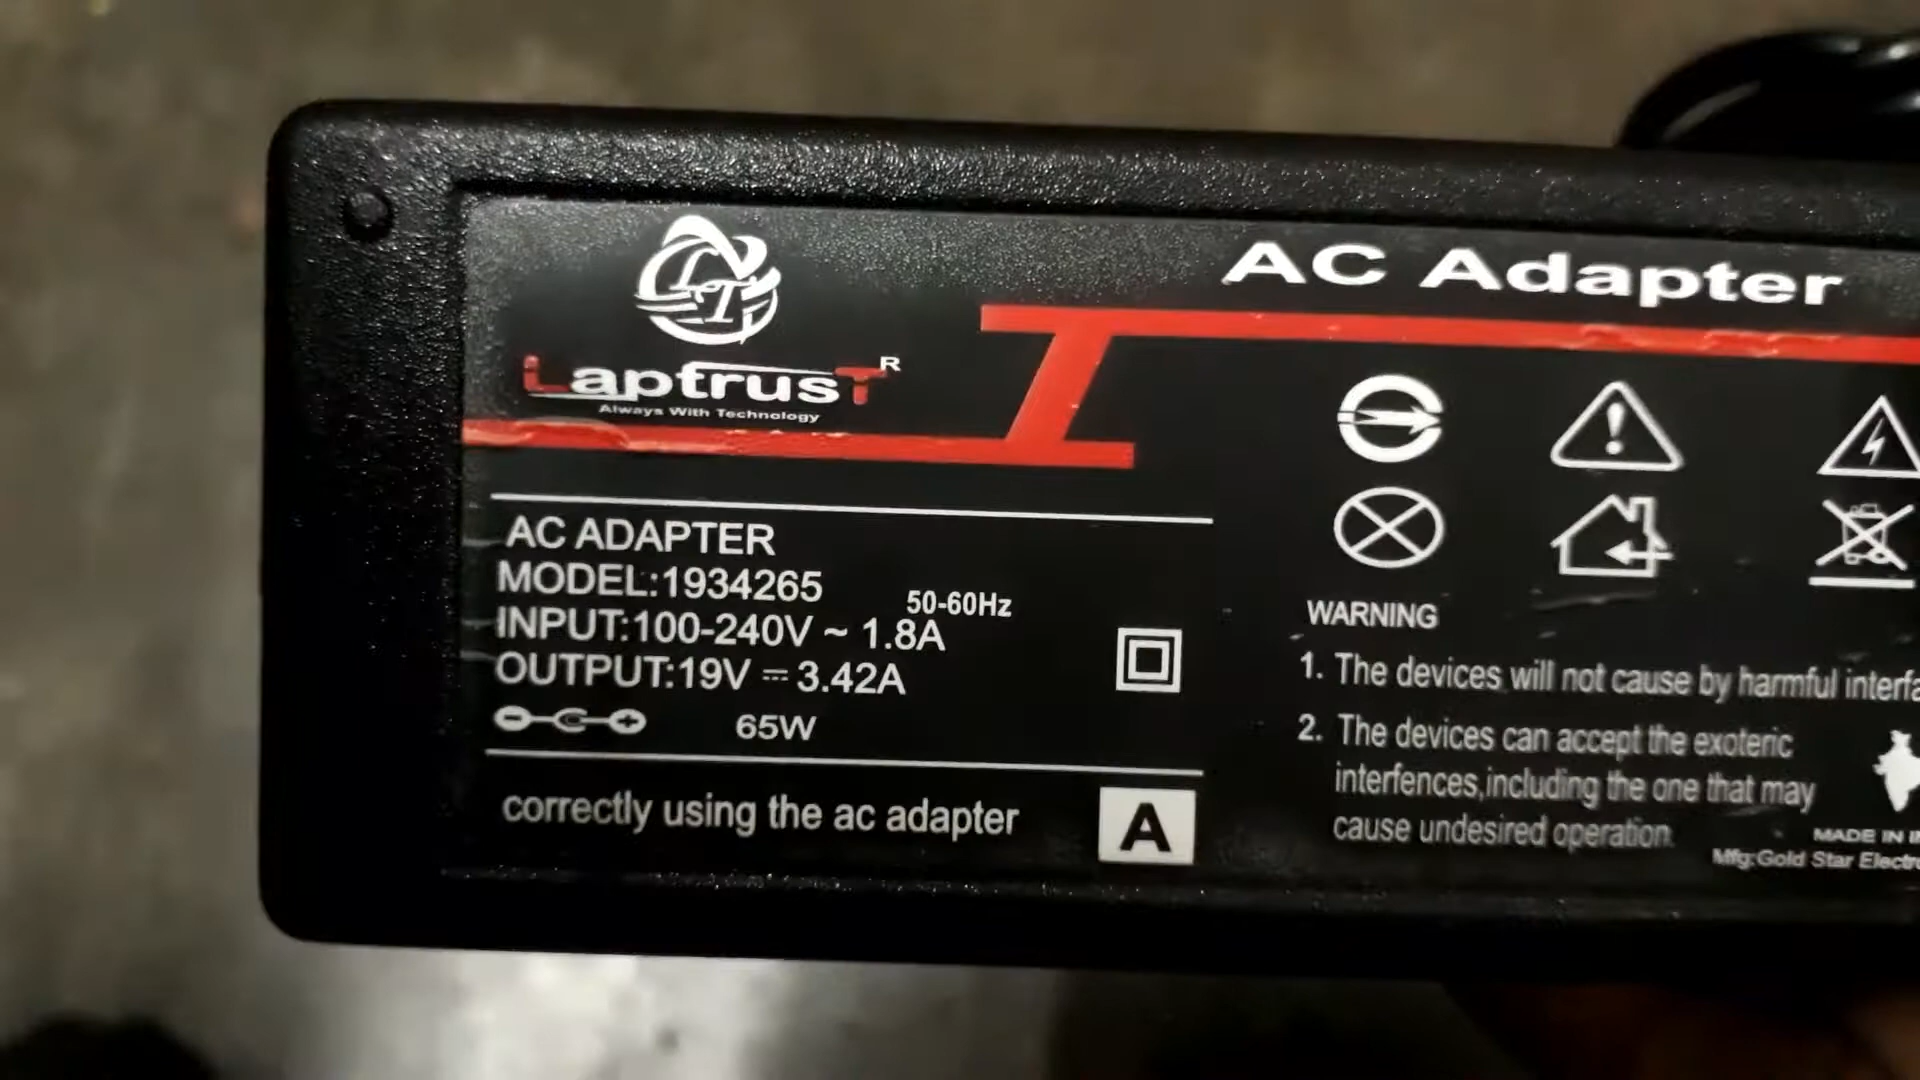 LT
LaptrusT R
Always With Technology
AC Adapter
AC ADAPTER
MODEL:1934265
50-60Hz
INPUT:100-240V ~ 1.8A
OUTPUT:19V ⎓ 3.42A
65W
correctly using the ac adapter
A
WARNING
1. The devices will not cause by harmful
2. The devices can accept the exoteric
interfences,including the one that may
cause undesired operation.
MADE IN
Mfg:Gold Star